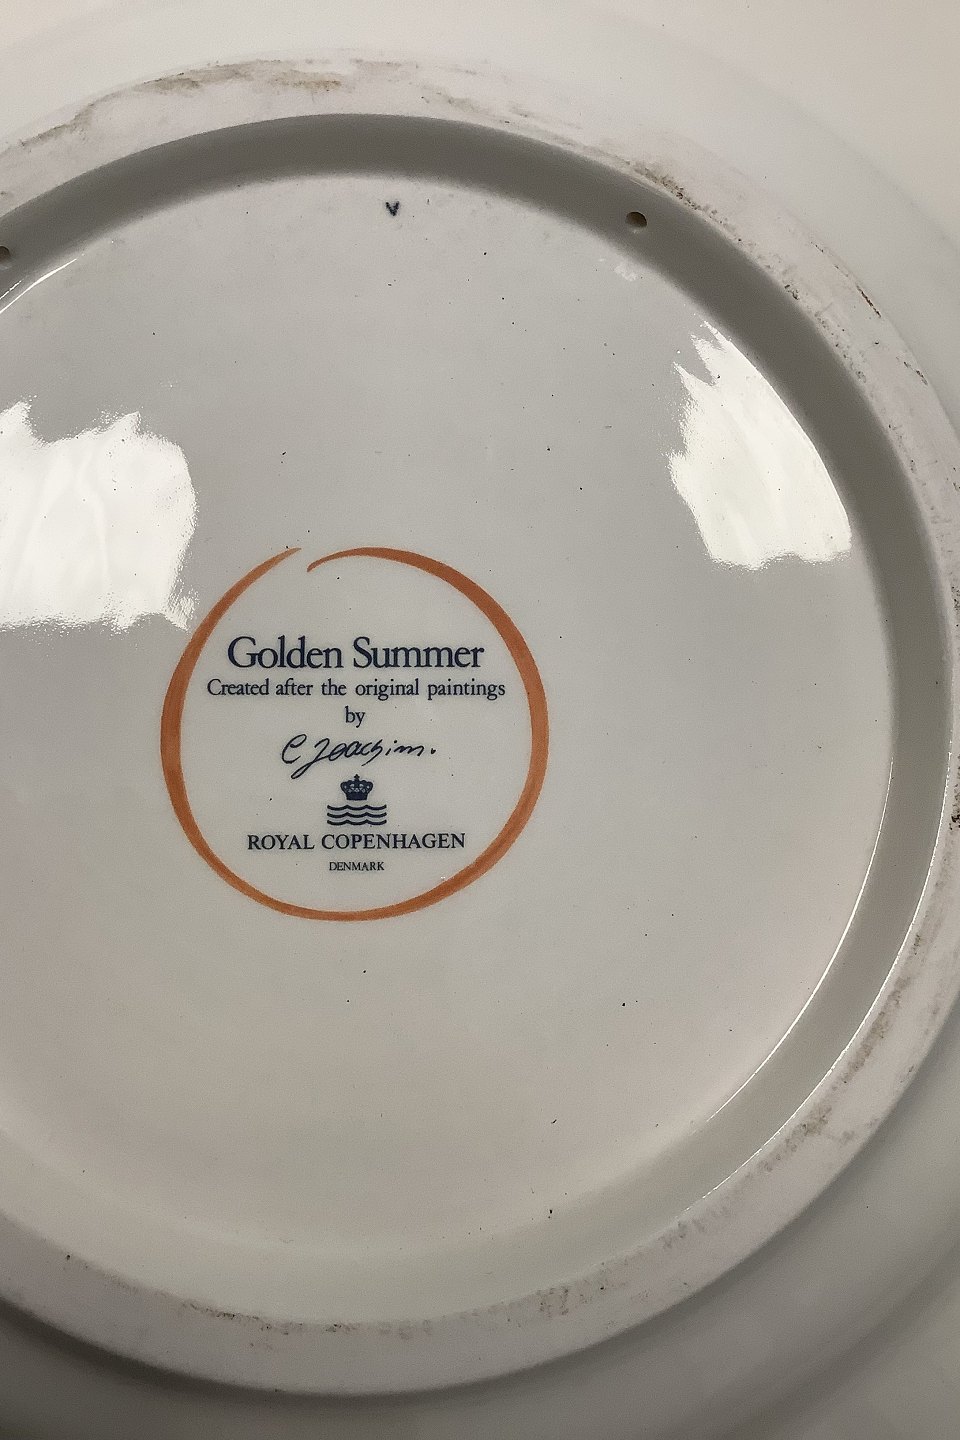 v
Golden Summer
Created after the original paintings
by
C Joachim.
ROYAL COPENHAGEN
DENMARK